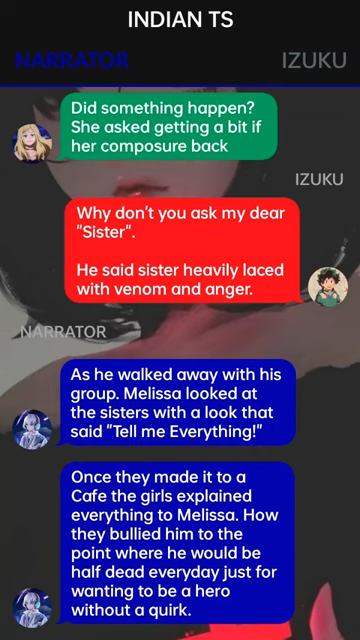 INDIAN TS
NARRATOR
IZUKU
Did something happen?
She asked getting a bit if
her composure back
IZUKU
Why don't you ask my dear
"Sister".
He said sister heavily laced
with venom and anger.
NARRATOR
As he walked away with his
group. Melissa looked at
the sisters with a look that
said "Tell me Everything!"
Once they made it to a
Cafe the girls explained
everything to Melissa. How
they bullied him to the
point where he would be
half dead everyday just for
wanting to be a hero
without a quirk.